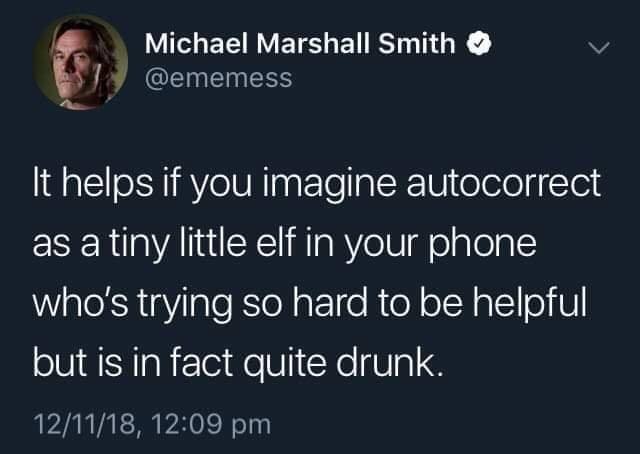 Michael Marshall Smith
@ememess
It helps if you imagine autocorrect
as a tiny little elf in your phone
who's trying so hard to be helpful
but is in fact quite drunk.
12/11/18, 12:09 pm